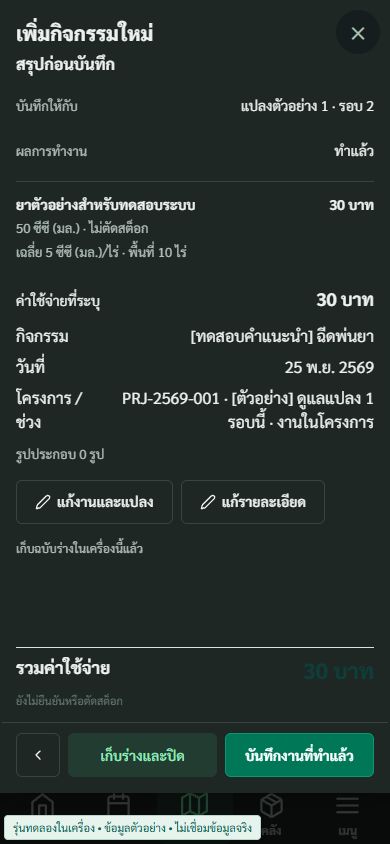 เพิ่มกิจกรรมใหม่
สรุปก่อนบันทึก
บันทึกให้กับ แปลงตัวอย่าง 1 · รอบ 2
ผลการทำงาน ทำแล้ว
ยาตัวอย่างสำหรับทดสอบระบบ 30 บาท
50 ซีซี (มล.) · ไม่ตัดสต็อก
เฉลี่ย 5 ซีซี (มล.)/ไร่ · พื้นที่ 10 ไร่
ค่าใช้จ่ายที่ระบุ 30 บาท
กิจกรรม [ทดสอบคำแนะนำ] ฉีดพ่นยา
วันที่ 25 พ.ย. 2569
โครงการ / PRJ-2569-001 · [ตัวอย่าง] ดูแลแปลง 1
ช่วง รอบนี้ · งานในโครงการ
รูปประกอบ 0 รูป
แก้งานและแปลง แก้รายละเอียด
เก็บฉบับร่างในเครื่องนี้แล้ว
รวมค่าใช้จ่าย 30 บาท
ยังไม่ยืนยันหรือตัดสต็อก
เก็บร่างและปิด บันทึกงานที่ทำแล้ว
คลัง เมนู
รุ่นทดลองในเครื่อง • ข้อมูลตัวอย่าง • ไม่เชื่อมข้อมูลจริง